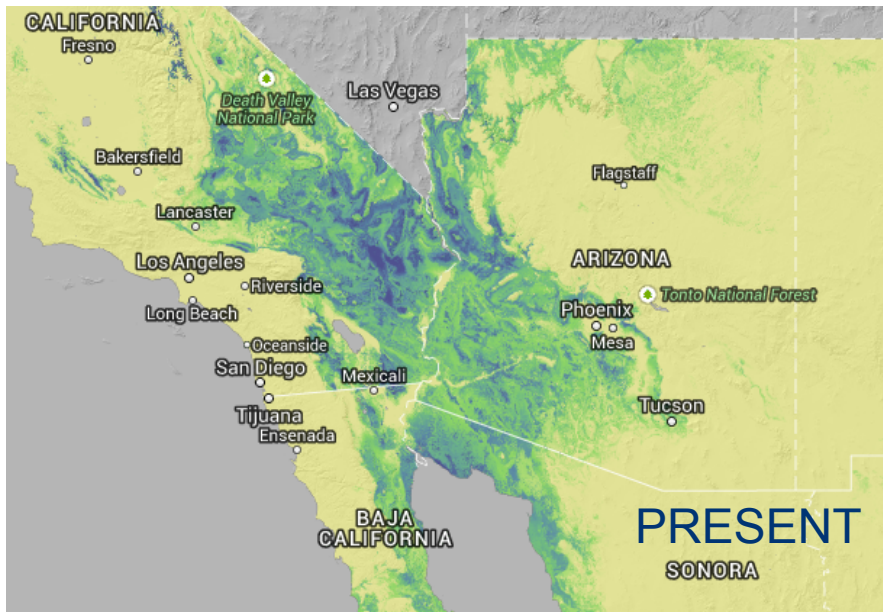 CALIFORNIA
Fresno
Death Valley
National Park
Las Vegas
Bakersfield
Flagstaff
Lancaster
Los Angeles
ARIZONA
Riverside
Tonto National Forest
Long Beach
Phoenix
Mesa
Oceanside
San Diego
Mexicali
Tijuana
Tucson
Ensenada
BAJA
CALIFORNIA
PRESENT
SONORA